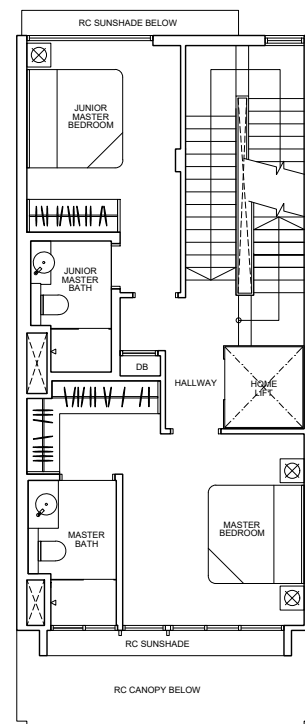 RC SUNSHADE BELOW
JUNIOR
MASTER
BEDROOM
JUNIOR
MASTER
BATH
DB
HALLWAY
HOME
LIFT
MASTER
BATH
MASTER
BEDROOM
RC SUNSHADE
RC CANOPY BELOW